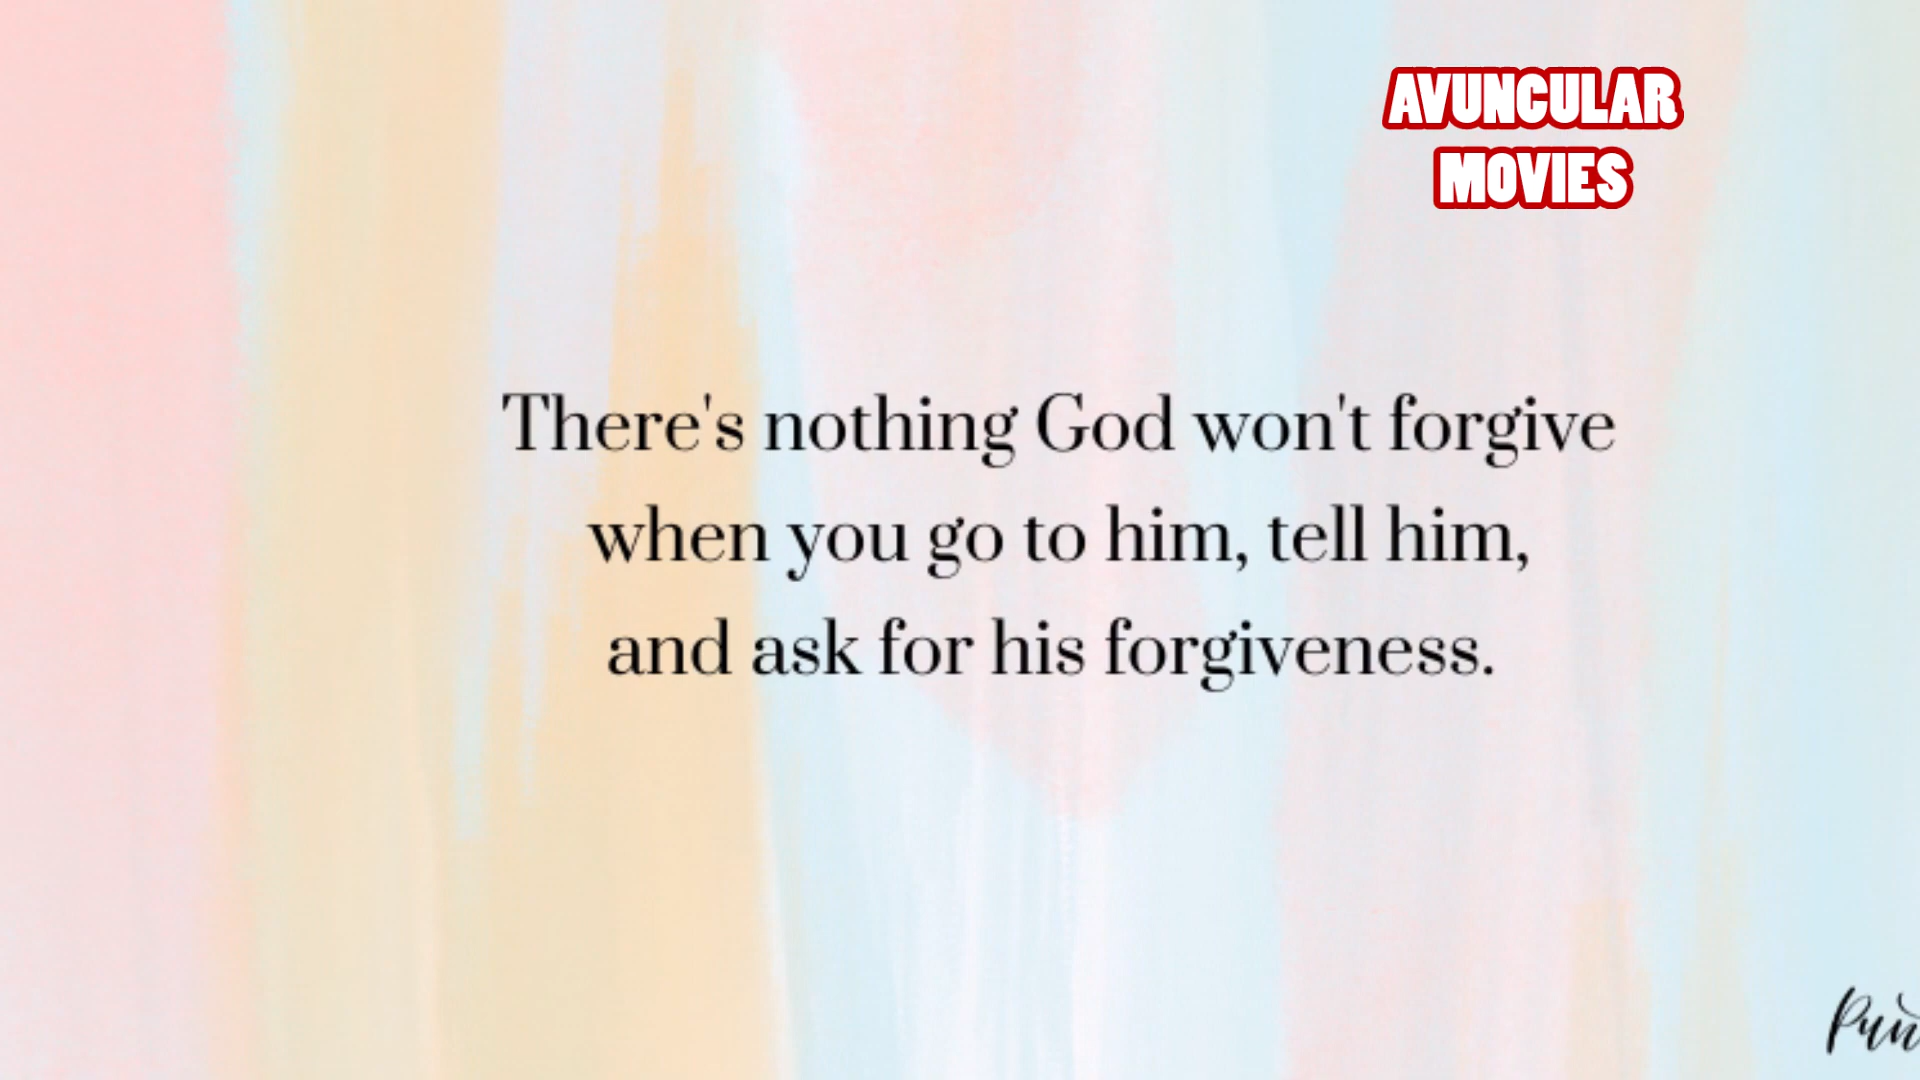 AVUNCULAR
MOVIES
There's nothing God won't forgive
when you go to him, tell him,
and ask for his forgiveness.